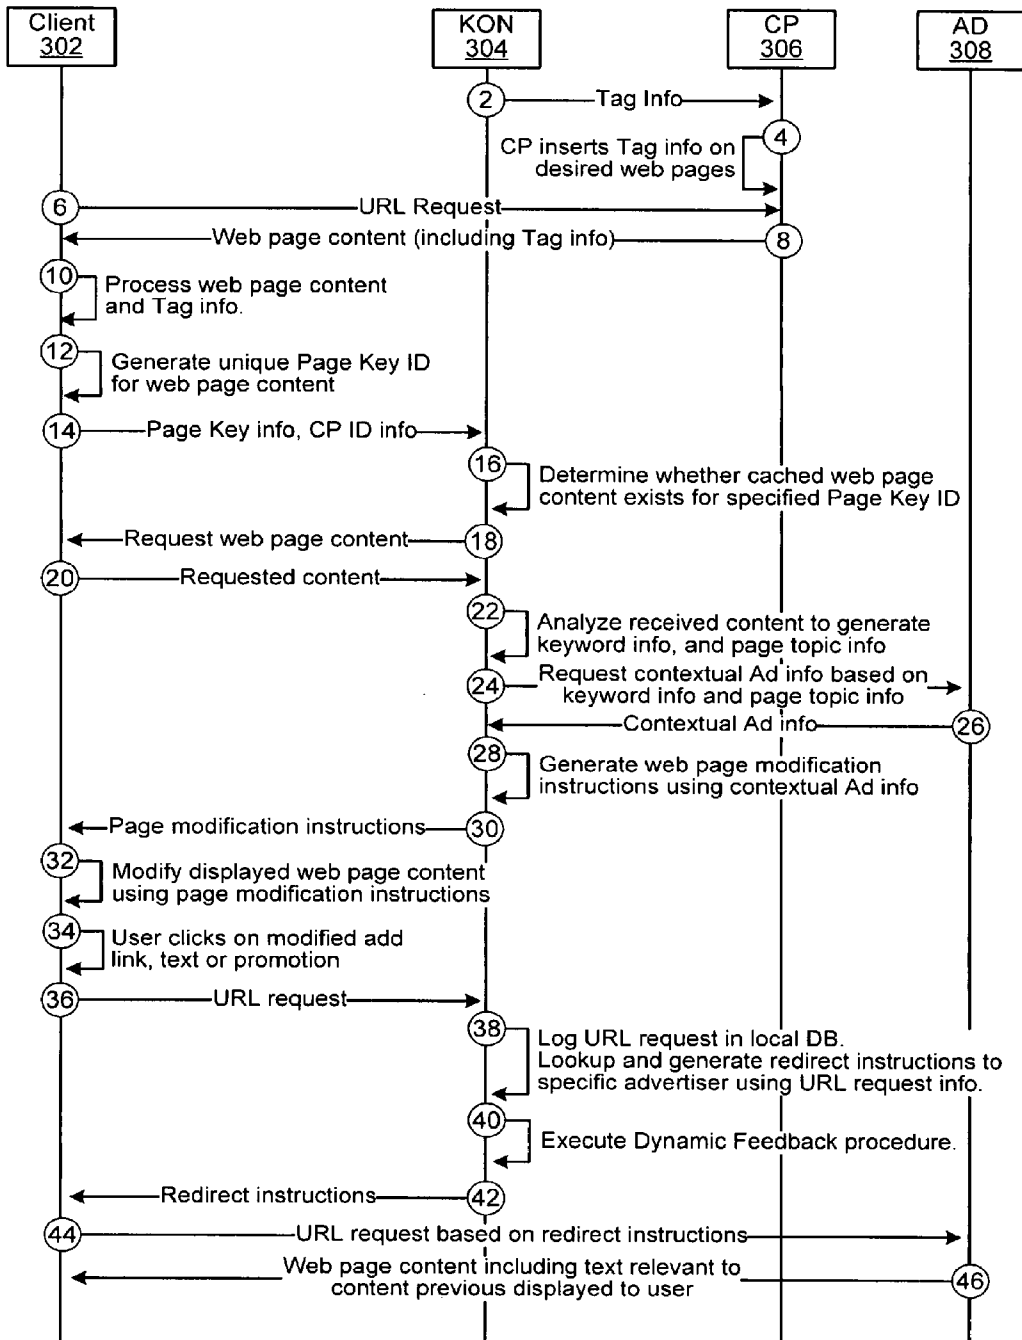 Client
302
KON
304
CP
306
AD
308
2
Tag Info
4
CP inserts Tag info on
desired web pages
6
URL Request
Web page content (including Tag info)
8
10
Process web page content
and Tag info.
12
Generate unique Page Key ID
for web page content
14
Page Key info, CP ID info
16
Determine whether cached web page
content exists for specified Page Key ID
Request web page content
18
20
Requested content
22
Analyze received content to generate
keyword info, and page topic info
24
Request contextual Ad info based on
keyword info and page topic info
Contextual Ad info
26
28
Generate web page modification
instructions using contextual Ad info
Page modification instructions
30
32
Modify displayed web page content
using page modification instructions
34
User clicks on modified add
link, text or promotion
36
URL request
38
Log URL request in local DB.
Lookup and generate redirect instructions to
specific advertiser using URL request info.
40
Execute Dynamic Feedback procedure.
Redirect instructions
42
44
URL request based on redirect instructions
Web page content including text relevant to
content previous displayed to user
46